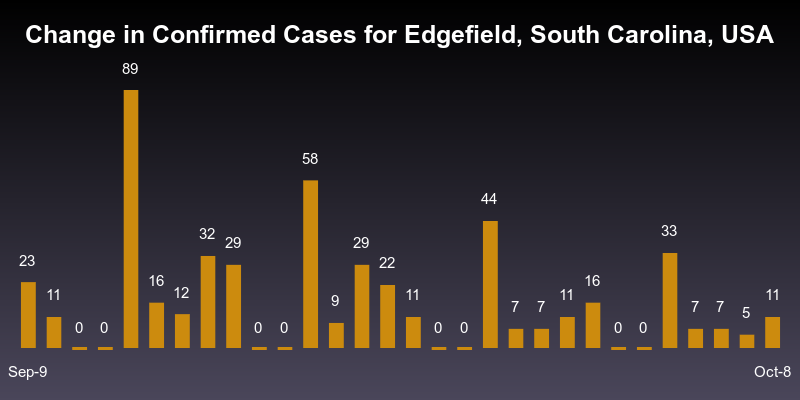 Change in Confirmed Cases for Edgefield, South Carolina, USA
23 11 0 0 89 16 12 32 29 0 0 58 9 29 22 11 0 0 44 7 7 11 16 0 0 33 7 7 5 11
Sep-9 Oct-8